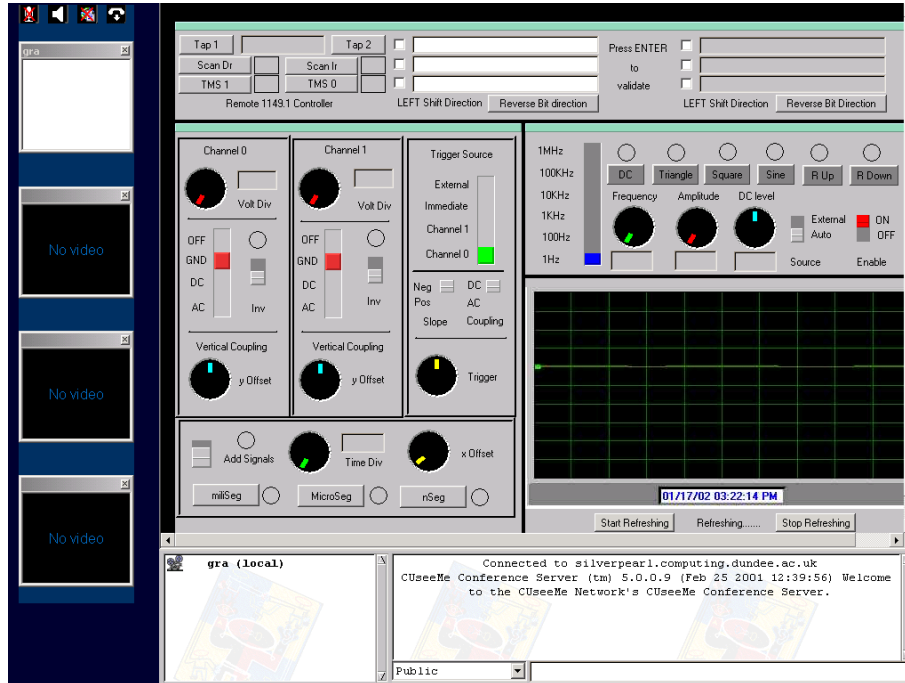 gra
No video
No video
No video
Tap 1 Tap 2
Scan Dr Scan Ir
TMS 1 TMS 0
Remote 1149.1 Controller
LEFT Shift Direction Reverse Bit direction
Press ENTER
to
validate
LEFT Shift Direction Reverse Bit Direction
Channel 0
Volt Div
OFF
GND
DC
AC
Inv
Vertical Coupling
y Offset
Channel 1
Volt Div
OFF
GND
DC
AC
Inv
Vertical Coupling
y Offset
Trigger Source
External
Immediate
Channel 1
Channel 0
Neg DC
Pos AC
Slope Coupling
Trigger
Add Signals
Time Div
x Offset
miliSeg MicroSeg nSeg
1MHz
100KHz
10KHz
1KHz
100Hz
1Hz
DC Triangle Square Sine R Up R Down
Frequency Amplitude DC level
External ON
Auto OFF
Source Enable
01/17/02 03:22:14 PM
Start Refreshing Refreshing....... Stop Refreshing
gra (local)
Connected to silverpearl.computing.dundee.ac.uk
CUseeMe Conference Server (tm) 5.0.0.9 (Feb 25 2001 12:39:56) Welcome
to the CUseeMe Network's CUseeMe Conference Server.
Public